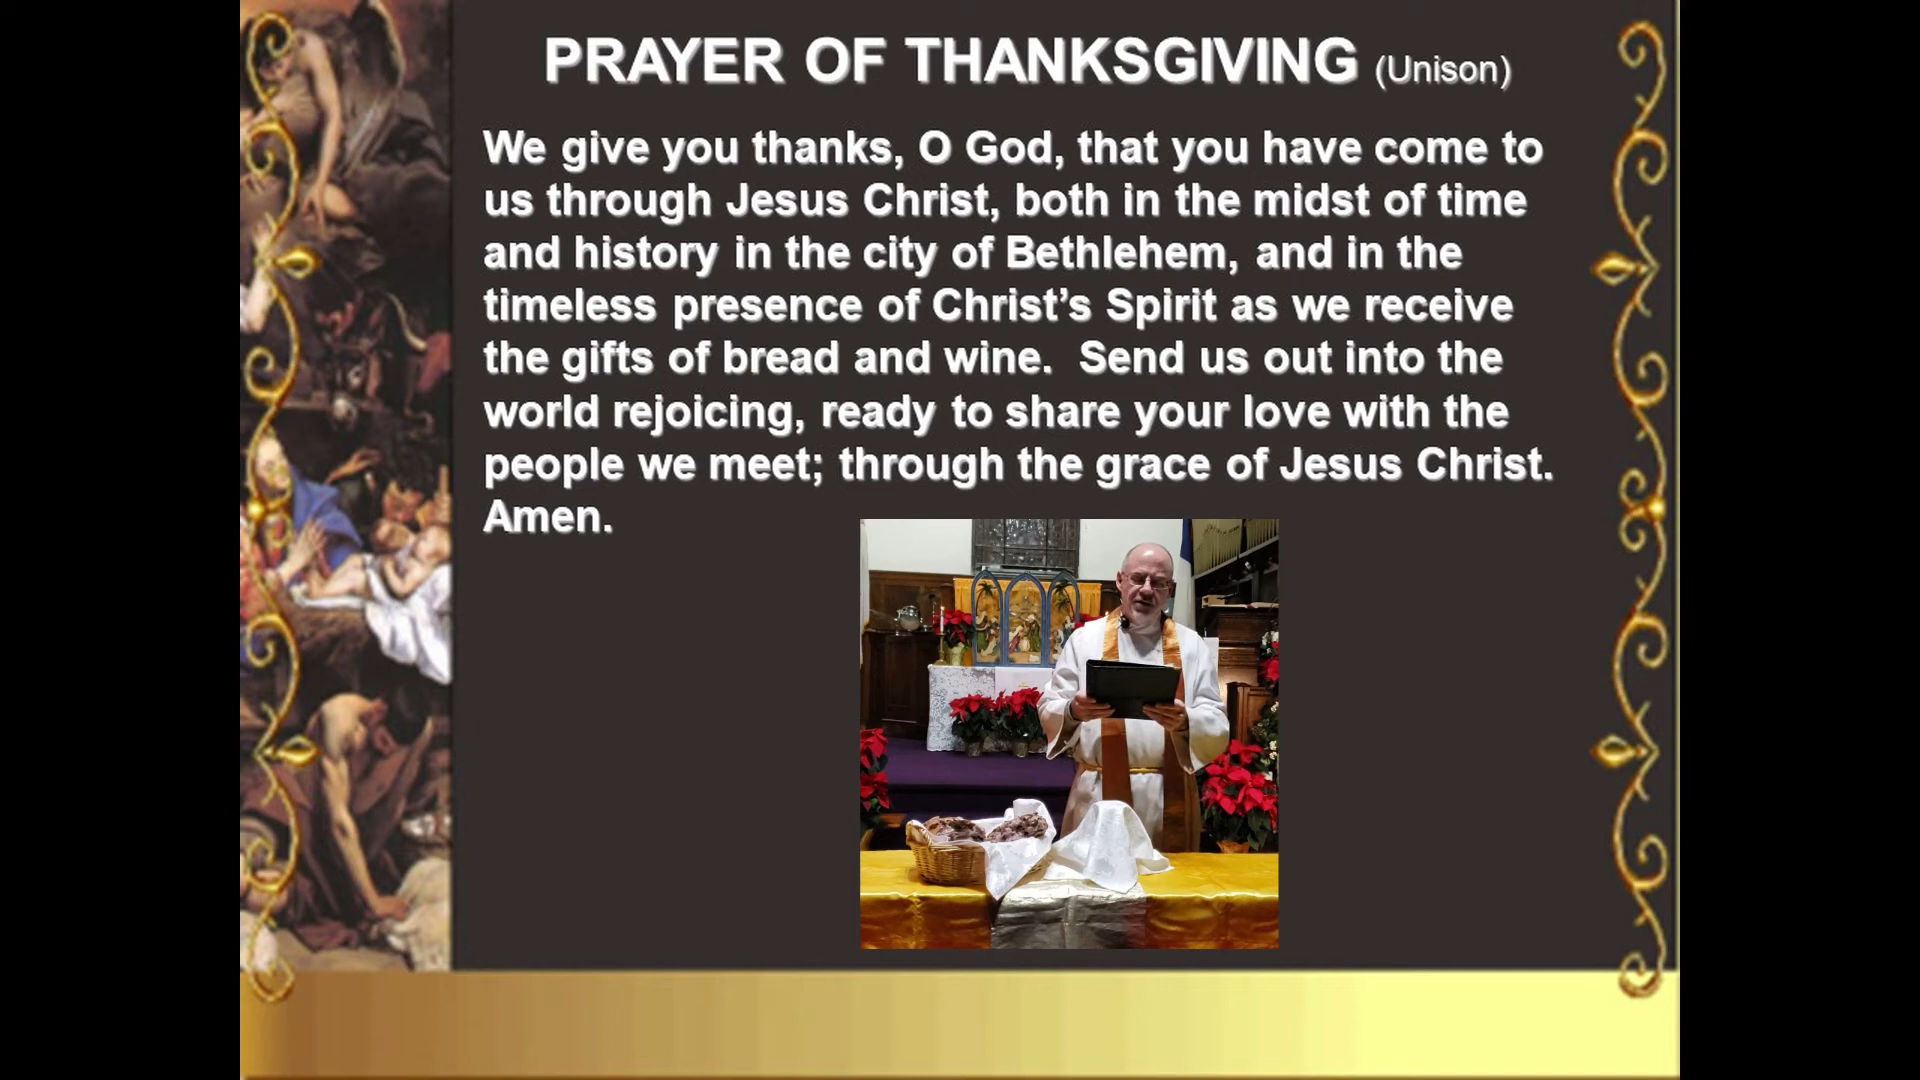 PRAYER OF THANKSGIVING (Unison)
We give you thanks, O God, that you have come to
us through Jesus Christ, both in the midst of time
and history in the city of Bethlehem, and in the
timeless presence of Christ’s Spirit as we receive
the gifts of bread and wine.  Send us out into the
world rejoicing, ready to share your love with the
people we meet; through the grace of Jesus Christ.
Amen.